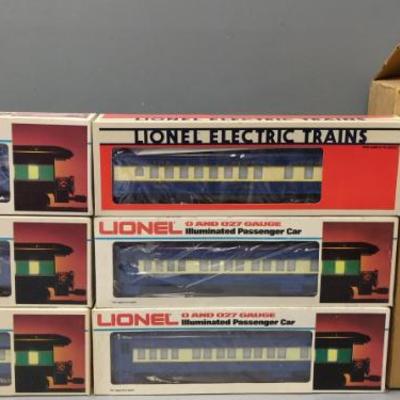 LIONEL ELECTRIC TRAINS
LIONEL
O AND O27 GAUGE
Illuminated Passenger Car
LIONEL
O AND O27 GAUGE
Illuminated Passenger Car